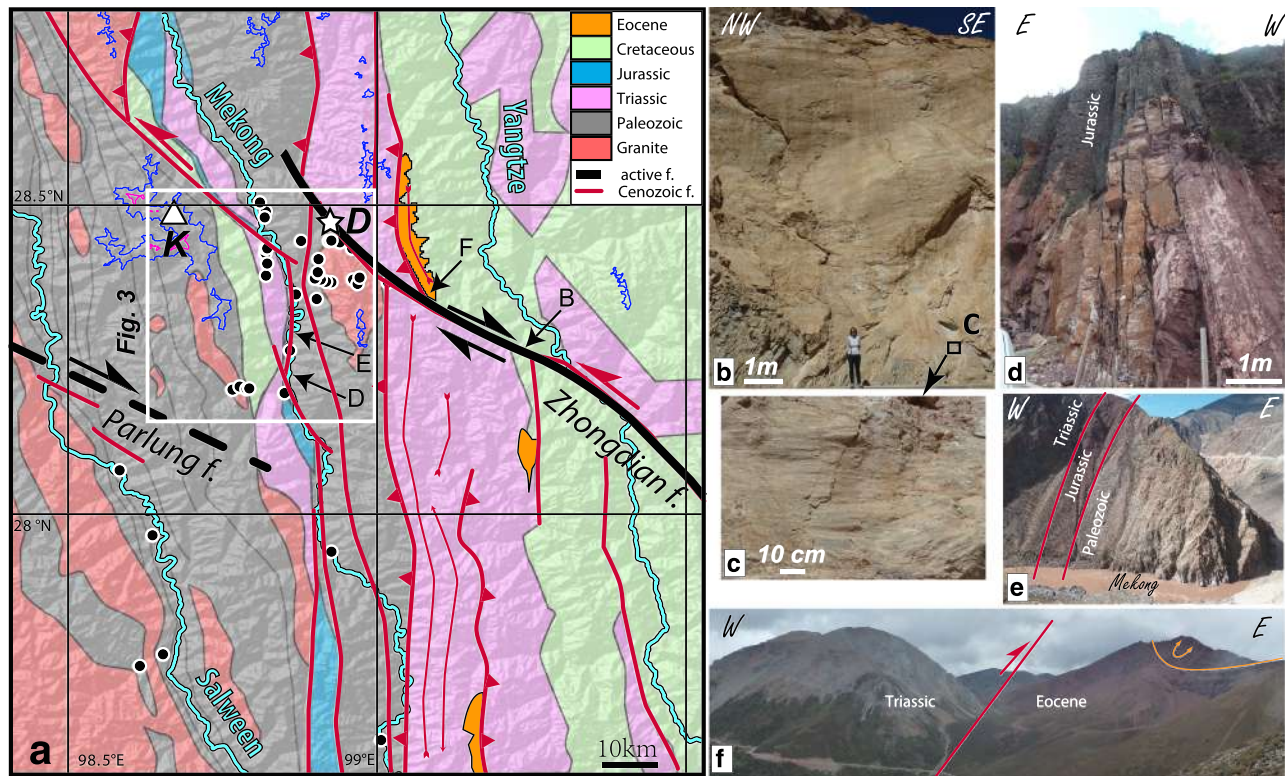 Eocene
Cretaceous
Jurassic
Triassic
Paleozoic
Granite
active f.
Cenozoic f.
Mekong
Yangtze
28.5°N
K
D
F
B
Fig. 3
E
D
Parlung f.
Zhongdian f.
28 °N
Salween
98.5°E
99°E
10km
a
NW
SE
C
b
1m
10 cm
c
E
W
Jurassic
d
1m
W
E
Triassic
Jurassic
Paleozoic
Mekong
e
W
E
Triassic
Eocene
f